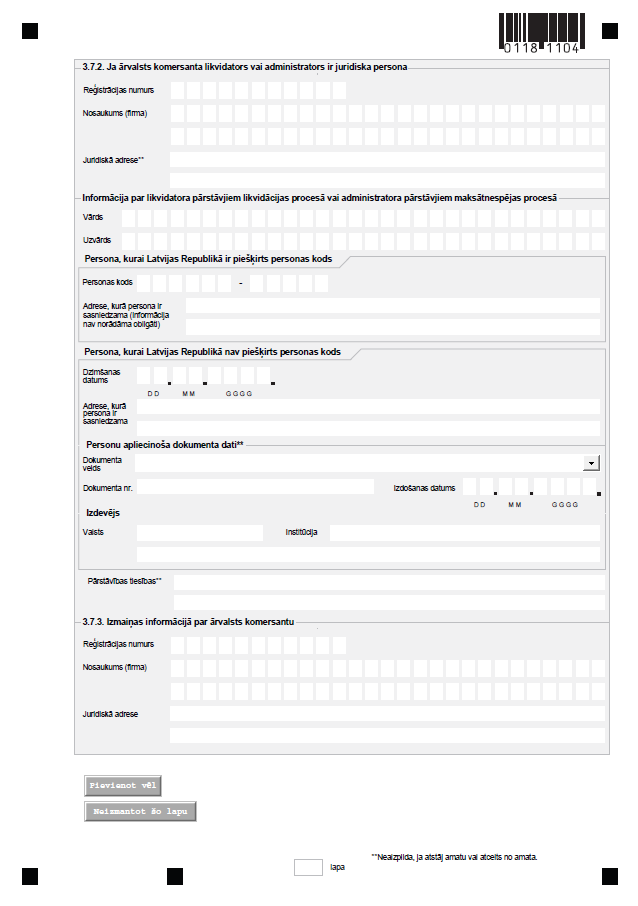 0118 1104
3.7.2. Ja ārvalsts komersanta likvidators vai administrators ir juridiska persona
Reģistrācijas numurs
Nosaukums (firma)
Juridiskā adrese**
Informācija par likvidatora pārstāvjiem likvidācijas procesā vai administratora pārstāvjiem maksātnespējas procesā
Vārds
Uzvārds
Persona, kurai Latvijas Republikā ir piešķirts personas kods
Personas kods -
Adrese, kurā persona ir
sasniedzama (informācija
nav norādāma obligāti)
Persona, kurai Latvijas Republikā nav piešķirts personas kods
Dzimšanas
datums
. . .
DD MM GGGG
Adrese, kurā
persona ir
sasniedzama
Personu apliecinoša dokumenta dati**
Dokumenta
veids
Dokumenta nr. Izdošanas datums . . .
DD MM GGGG
Izdevējs
Valsts Institūcija
Pārstāvības tiesības**
3.7.3. Izmaiņas informācijā par ārvalsts komersantu
Reģistrācijas numurs
Nosaukums (firma)
Juridiskā adrese
Pievienot vēl
Neizmantot šo lapu
**Neaizpilda, ja atstāj amatu vai atcelts no amata.
lapa